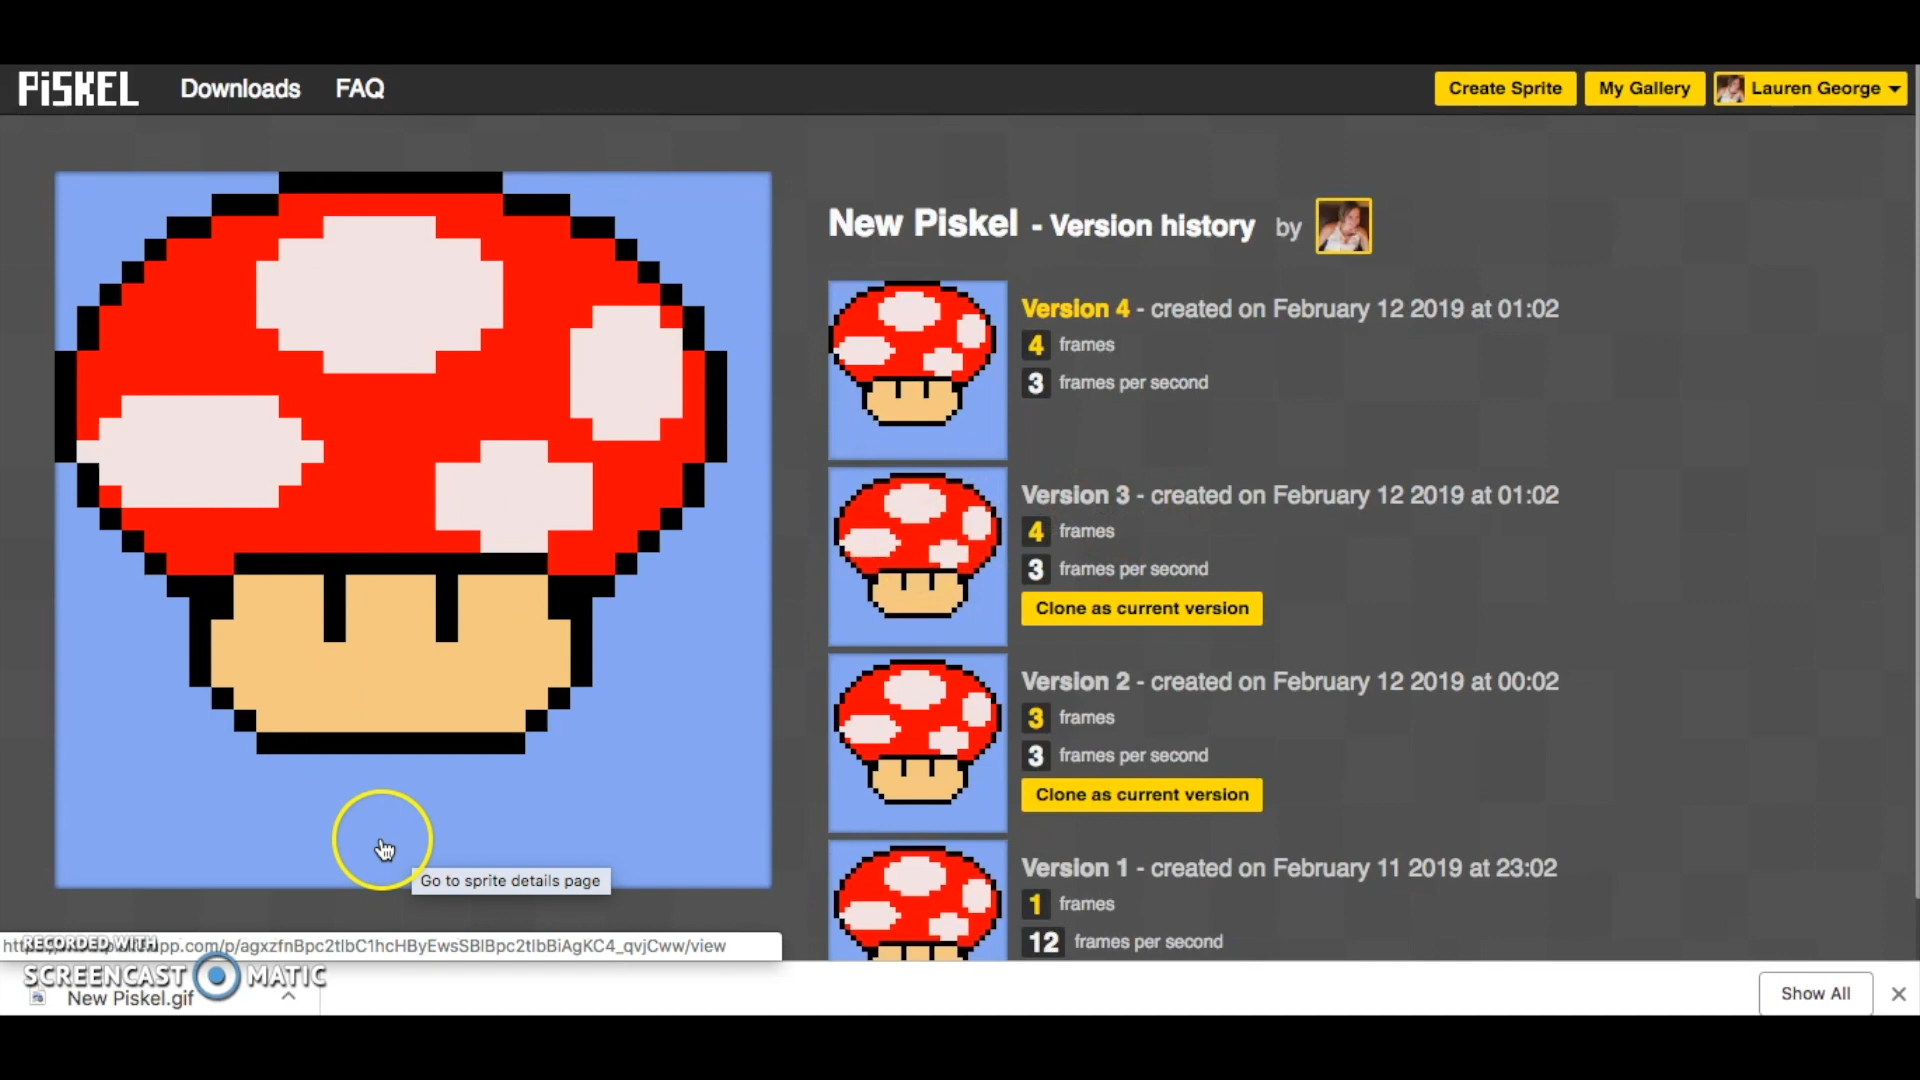 PiSKEL Downloads FAQ Create Sprite My Gallery Lauren George
New Piskel - Version history by
Version 4 - created on February 12 2019 at 01:02
4 frames
3 frames per second
Version 3 - created on February 12 2019 at 01:02
4 frames
3 frames per second
Clone as current version
Version 2 - created on February 12 2019 at 00:02
3 frames
3 frames per second
Clone as current version
Version 1 - created on February 11 2019 at 23:02
1 frames
12 frames per second
Go to sprite details page
RECORDED WITH
SCREENCAST MATIC
New Piskel.gif
Show All